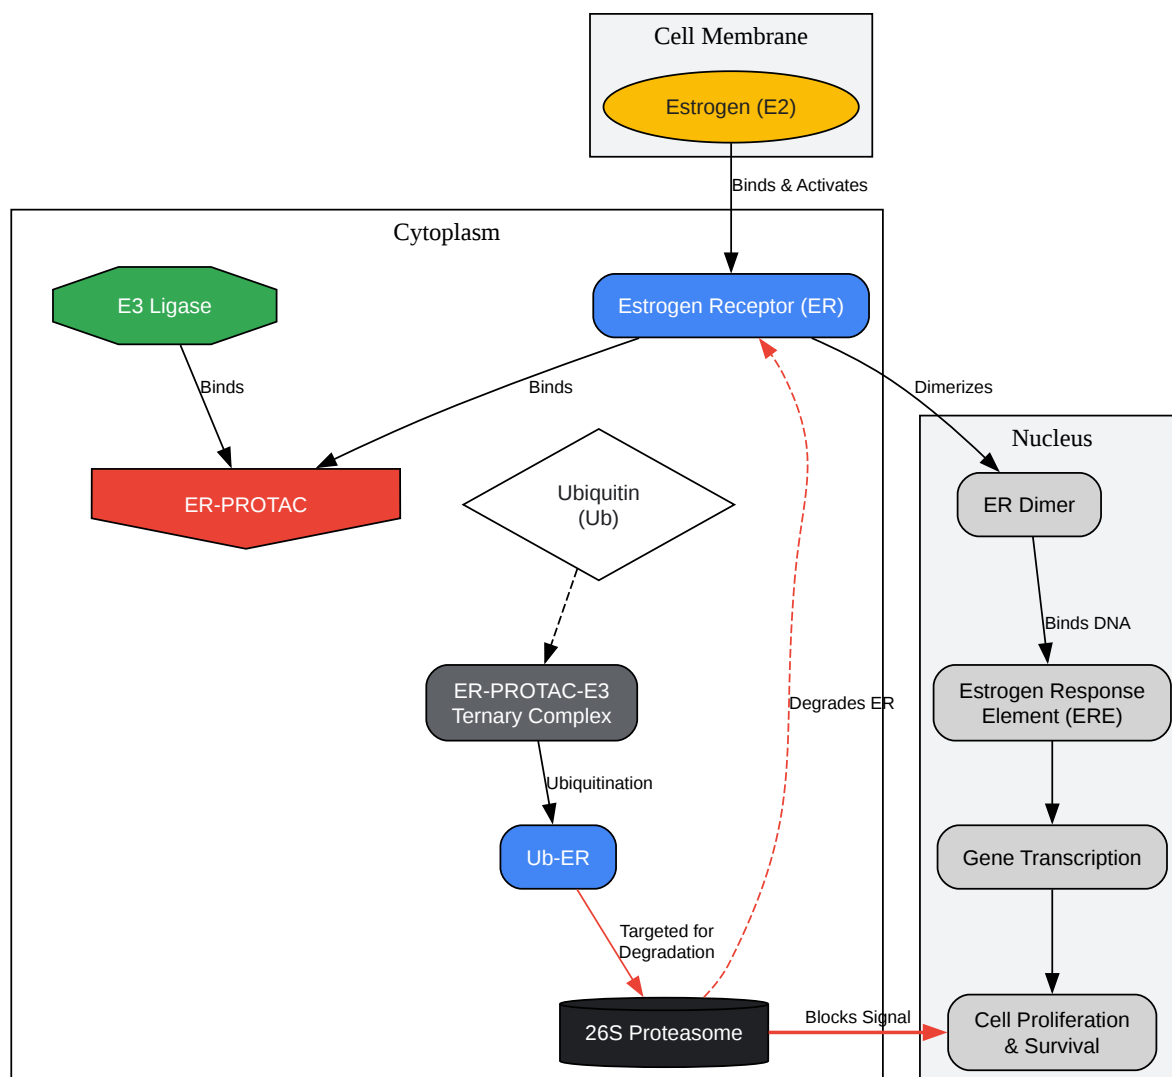 Cell Membrane
Estrogen (E2)
Binds & Activates
Cytoplasm
E3 Ligase
Estrogen Receptor (ER)
Binds
Binds
Dimerizes
Nucleus
ER-PROTAC
Ubiquitin
(Ub)
ER Dimer
Binds DNA
ER-PROTAC-E3
Ternary Complex
Degrades ER
Estrogen Response
Element (ERE)
Ubiquitination
Ub-ER
Gene Transcription
Targeted for
Degradation
26S Proteasome
Blocks Signal
Cell Proliferation
& Survival